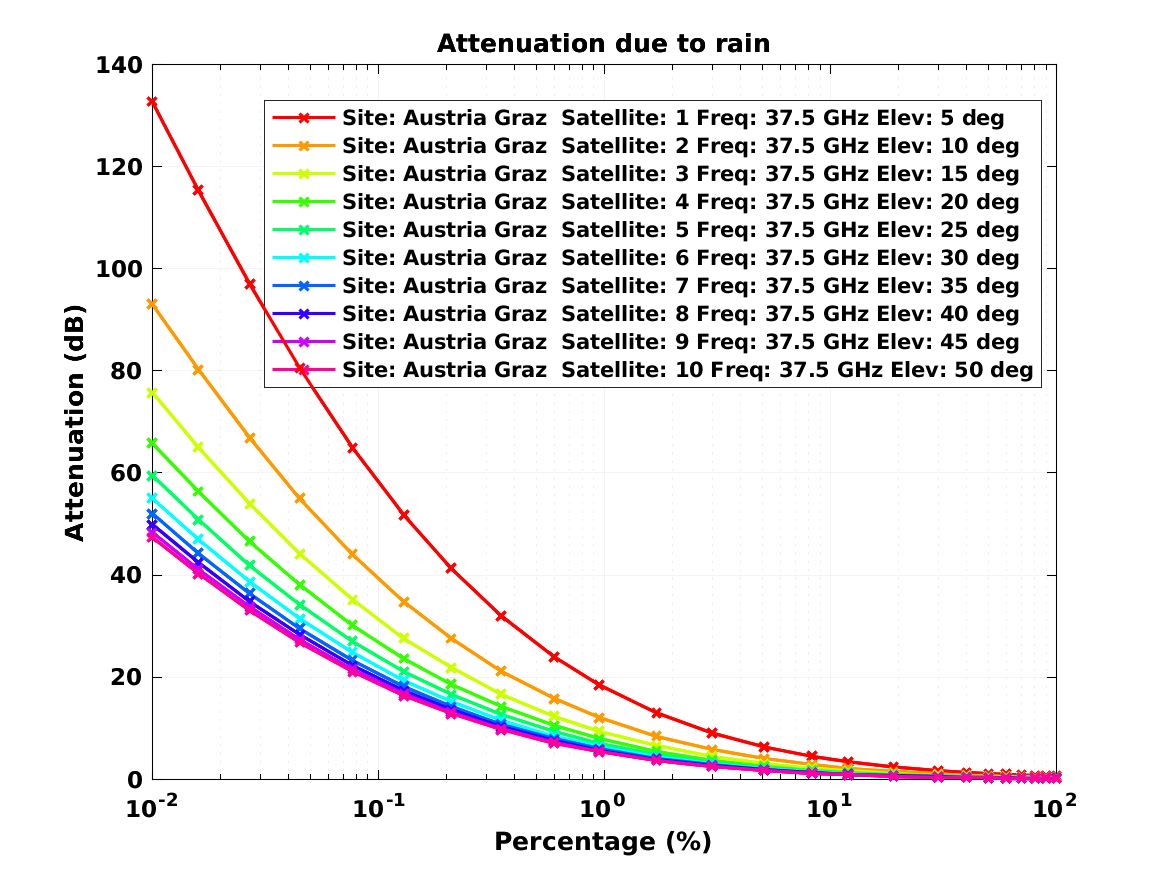 Attenuation due to rain
140
120
100
80
60
40
20
0
Attenuation (dB)
Site: Austria Graz  Satellite: 1 Freq: 37.5 GHz Elev: 5 deg
Site: Austria Graz  Satellite: 2 Freq: 37.5 GHz Elev: 10 deg
Site: Austria Graz  Satellite: 3 Freq: 37.5 GHz Elev: 15 deg
Site: Austria Graz  Satellite: 4 Freq: 37.5 GHz Elev: 20 deg
Site: Austria Graz  Satellite: 5 Freq: 37.5 GHz Elev: 25 deg
Site: Austria Graz  Satellite: 6 Freq: 37.5 GHz Elev: 30 deg
Site: Austria Graz  Satellite: 7 Freq: 37.5 GHz Elev: 35 deg
Site: Austria Graz  Satellite: 8 Freq: 37.5 GHz Elev: 40 deg
Site: Austria Graz  Satellite: 9 Freq: 37.5 GHz Elev: 45 deg
Site: Austria Graz  Satellite: 10 Freq: 37.5 GHz Elev: 50 deg
10^-2 10^-1 10^0 10^1 10^2
Percentage (%)